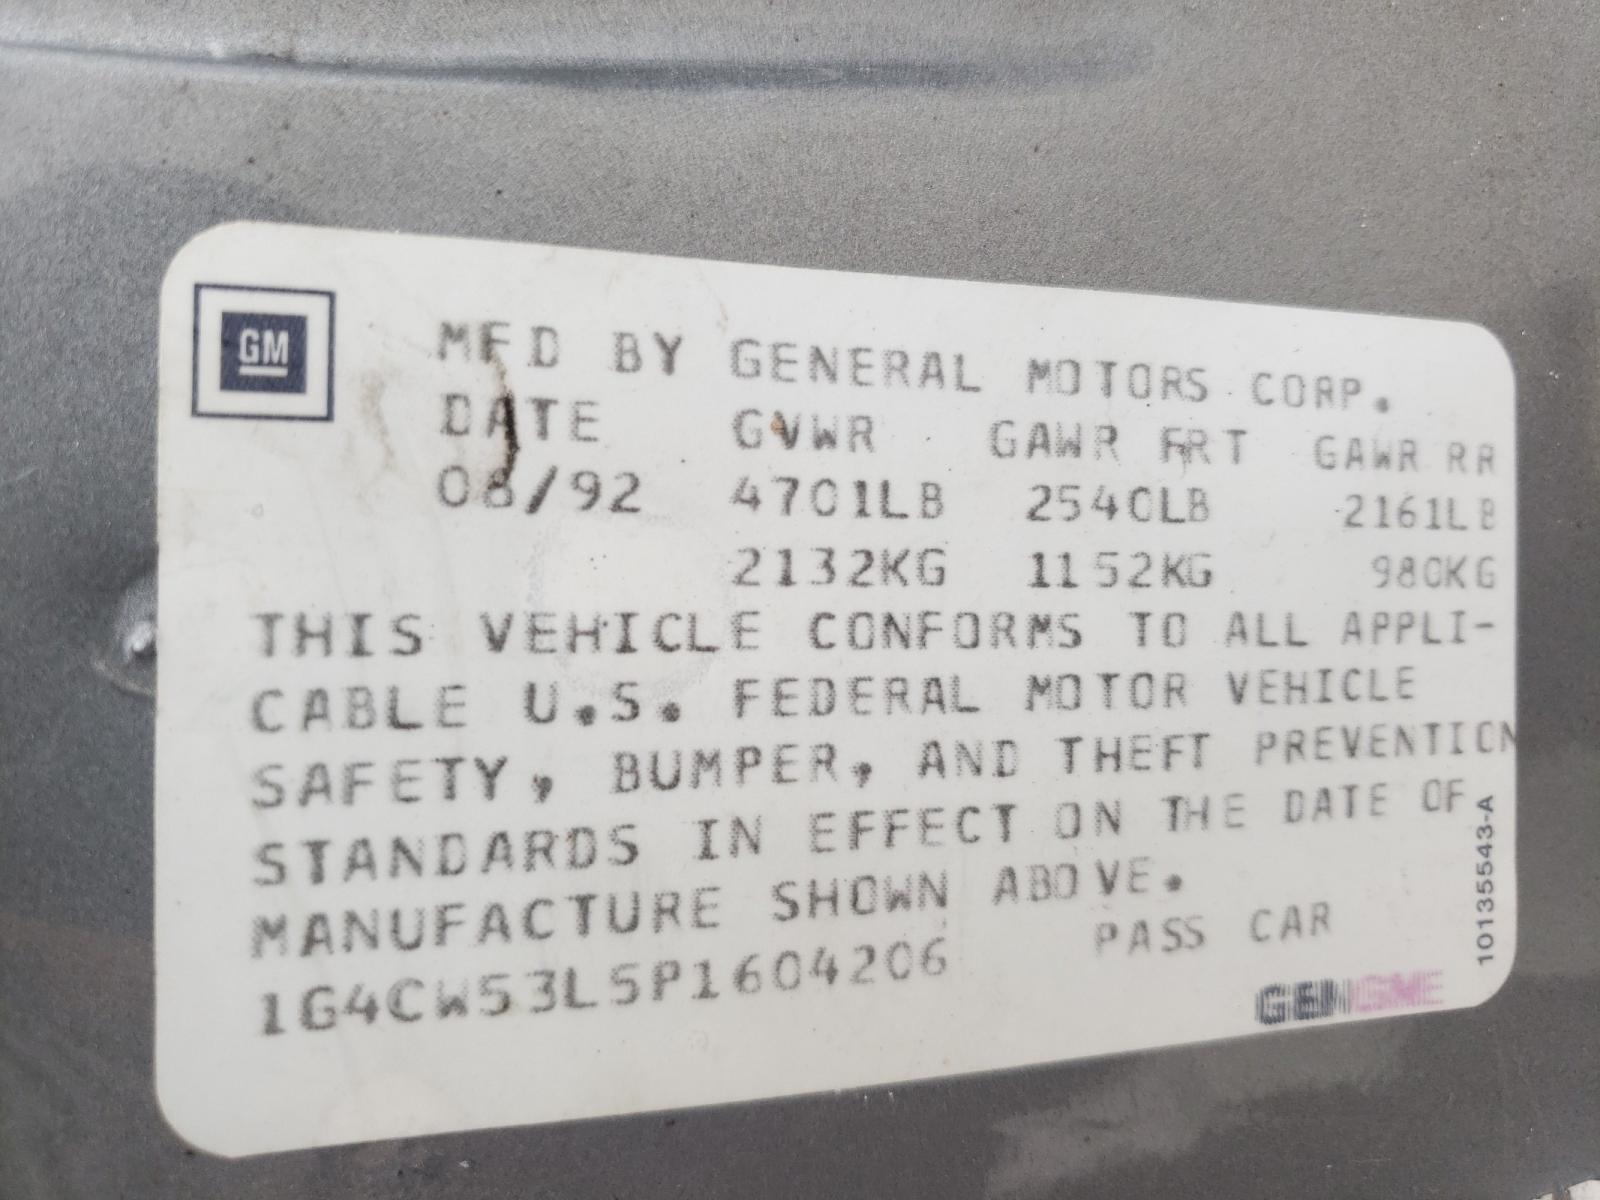 GM
MFD BY GENERAL MOTORS CORP.
DATE GVWR GAWR FRT GAWR RR
08/92 4701LB 2540LB 2161LB
2132KG 1152KG 980KG
THIS VEHICLE CONFORMS TO ALL APPLI-
CABLE U.S. FEDERAL MOTOR VEHICLE
SAFETY, BUMPER, AND THEFT PREVENTION
STANDARDS IN EFFECT ON THE DATE OF
MANUFACTURE SHOWN ABOVE.
1G4CW53L5P1604206 PASS CAR
10135543-A